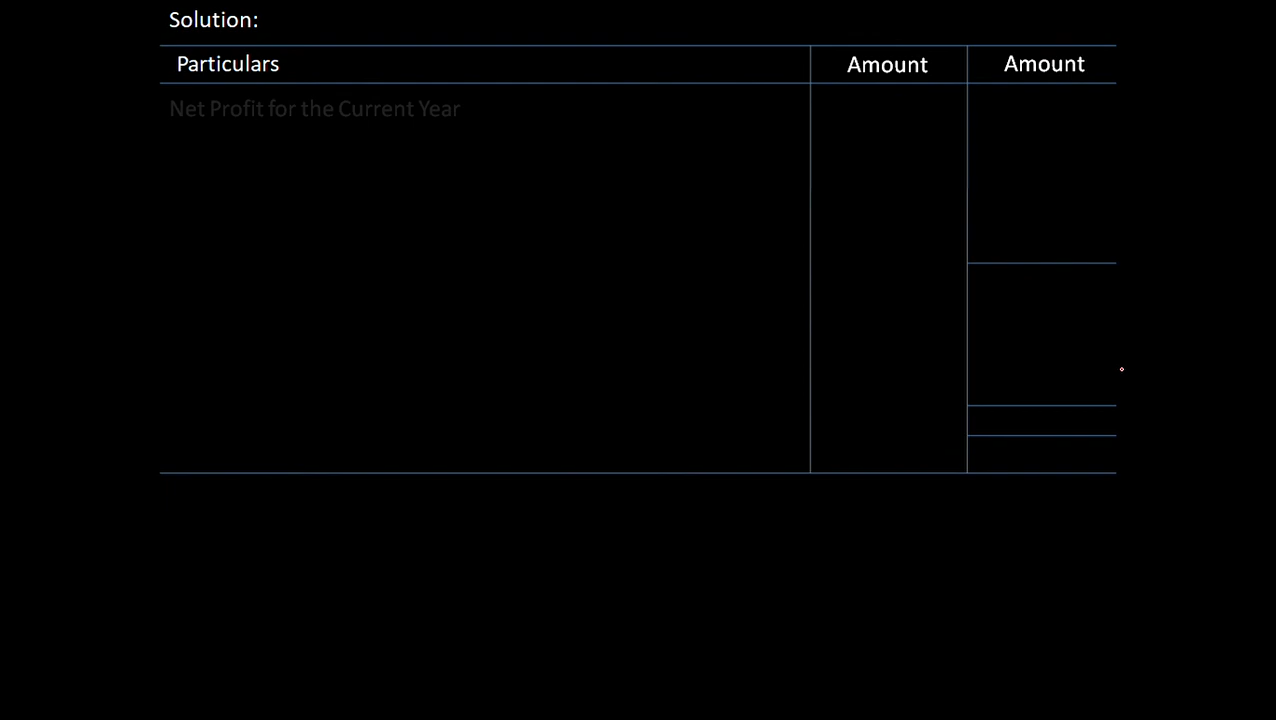 Solution:
Particulars Amount Amount
Net Profit for the Current Year